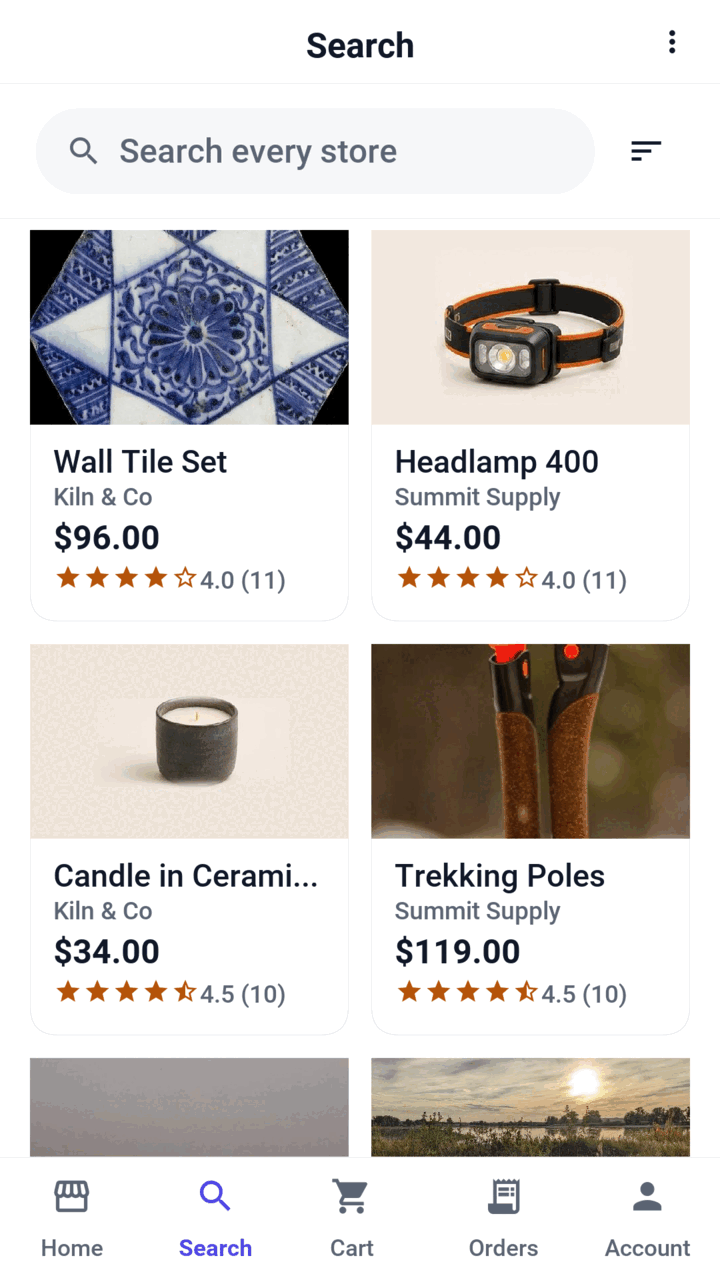 Search
Search every store
Wall Tile Set
Kiln & Co
$96.00
4.0 (11)
Headlamp 400
Summit Supply
$44.00
4.0 (11)
Candle in Cerami...
Kiln & Co
$34.00
4.5 (10)
Trekking Poles
Summit Supply
$119.00
4.5 (10)
Home
Search
Cart
Orders
Account